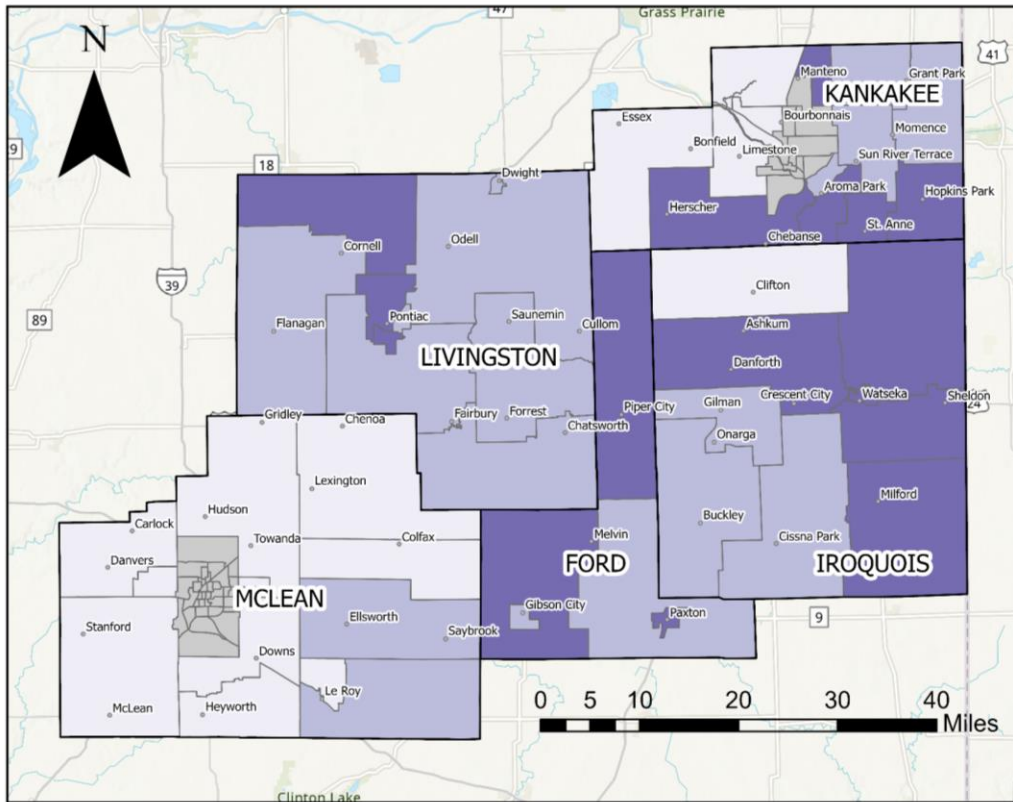 47
Grass Prairie
N
41
Manteno
Grant Park
KANKAKEE
Essex
Bourbonnais
Momence
Bonfield
Limestone
Sun River Terrace
18
Dwight
Aroma Park
Hopkins Park
Herscher
St. Anne
Chebanse
Cornell
Odell
39
Clifton
89
Flanagan
Pontiac
Saunemin
Cullom
Ashkum
LIVINGSTON
Danforth
Gridley
Chenoa
Fairbury
Forrest
Chatsworth
Piper City
Gilman
Crescent City
Watseka
Sheldon
24
Onarga
Lexington
Milford
Hudson
Buckley
Carlock
Towanda
Colfax
Melvin
Cissna Park
Danvers
FORD
IROQUOIS
MCLEAN
Ellsworth
Gibson City
Paxton
9
Stanford
Saybrook
Downs
Le Roy
McLean
Heyworth
0 5 10 20 30 40
Miles
Clinton Lake